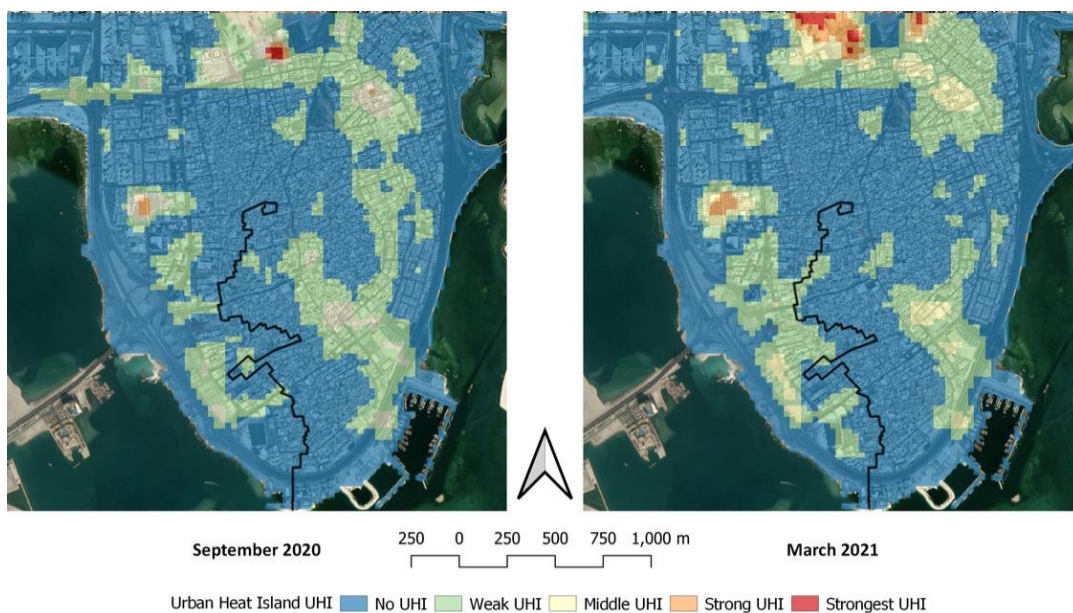 September 2020
250 0 250 500 750 1,000 m
March 2021
Urban Heat Island UHI No UHI Weak UHI Middle UHI Strong UHI Strongest UHI